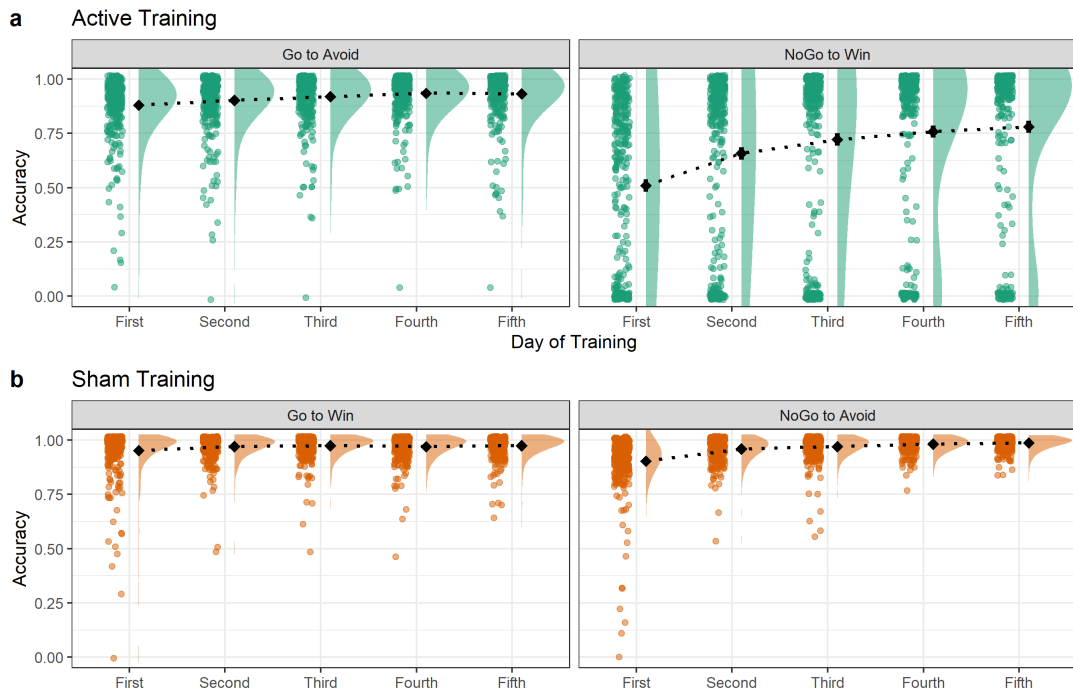 a Active Training
Go to Avoid NoGo to Win
Accuracy
1.00
0.75
0.50
0.25
0.00
First Second Third Fourth Fifth First Second Third Fourth Fifth
Day of Training
b Sham Training
Go to Win NoGo to Avoid
Accuracy
1.00
0.75
0.50
0.25
0.00
First Second Third Fourth Fifth First Second Third Fourth Fifth